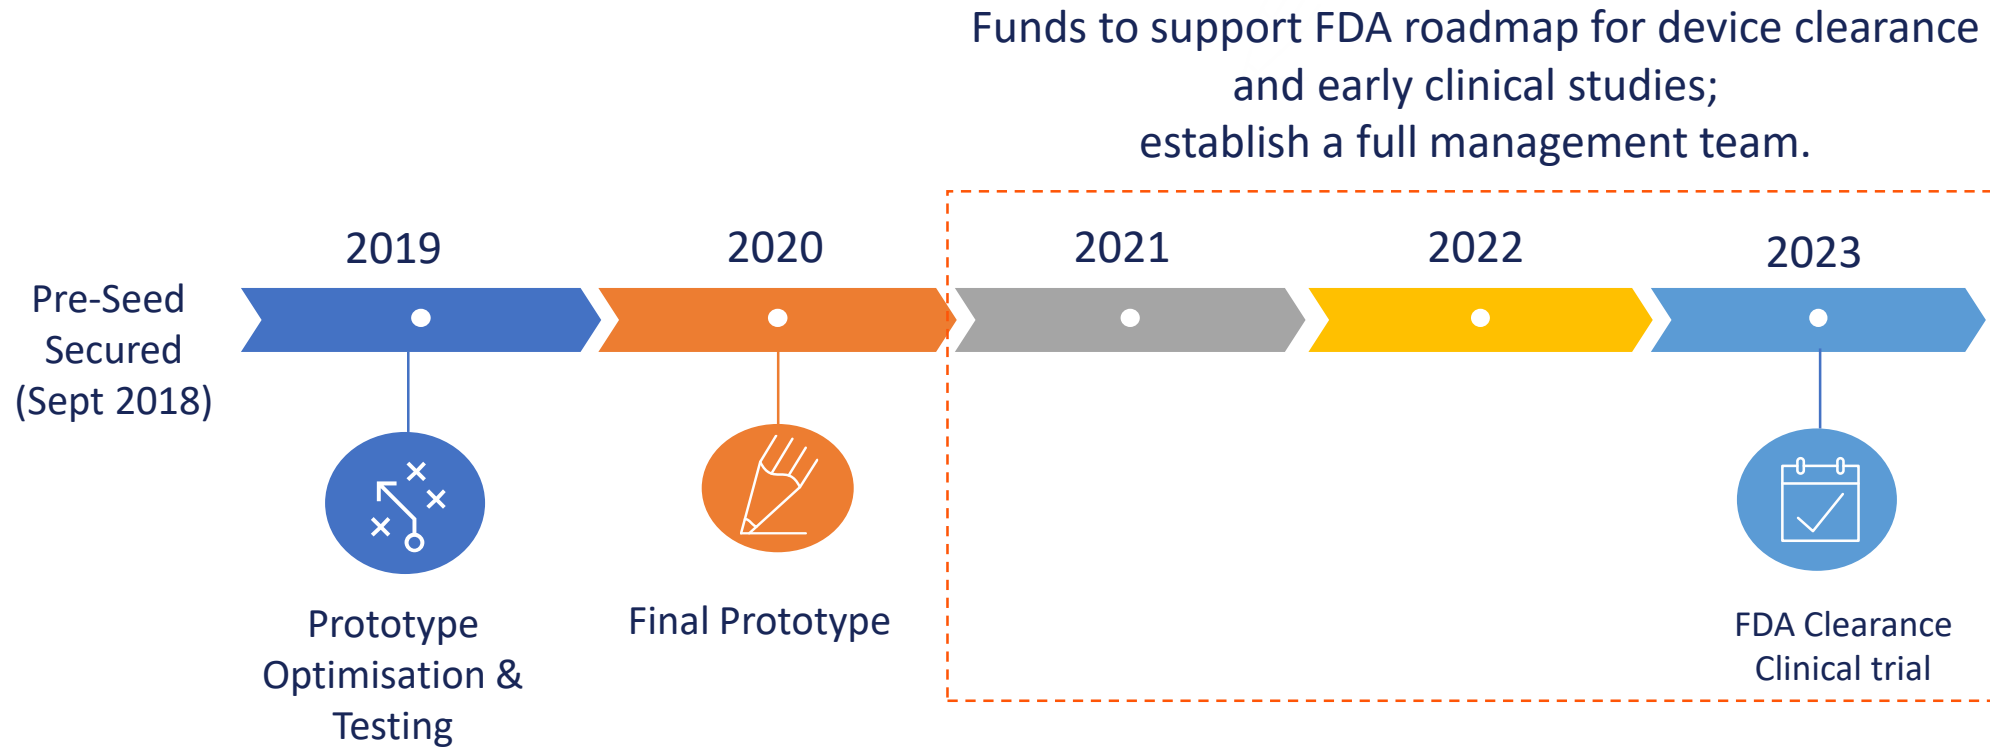 Funds to support FDA roadmap for device clearance
and early clinical studies;
establish a full management team.
2019
2020
2021
2022
2023
Pre-Seed
Secured
(Sept 2018)
Prototype
Optimisation &
Testing
Final Prototype
FDA Clearance
Clinical trial